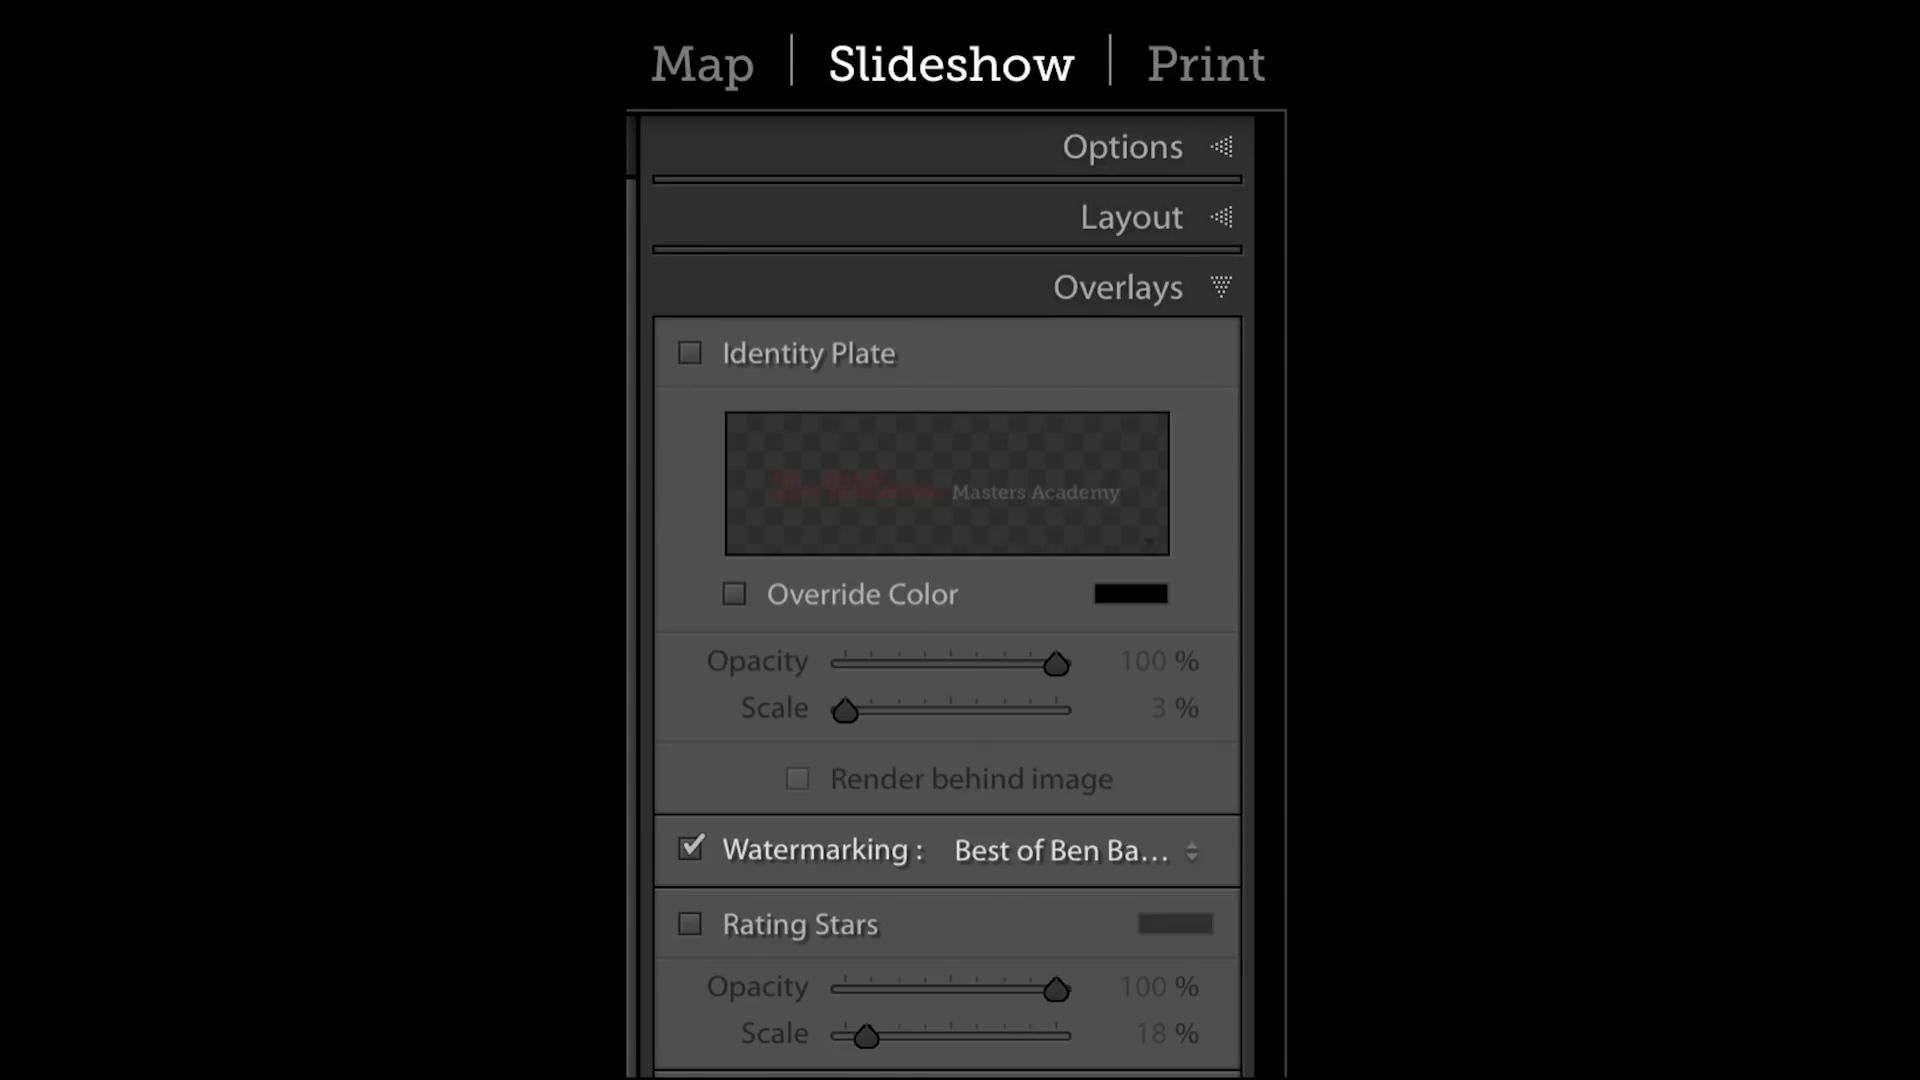 Map | Slideshow | Print
Options
Layout
Overlays
Identity Plate
Masters Academy
Override Color
Opacity 100 %
Scale 3 %
Render behind image
Watermarking : Best of Ben Ba...
Rating Stars
Opacity 100 %
Scale 18 %